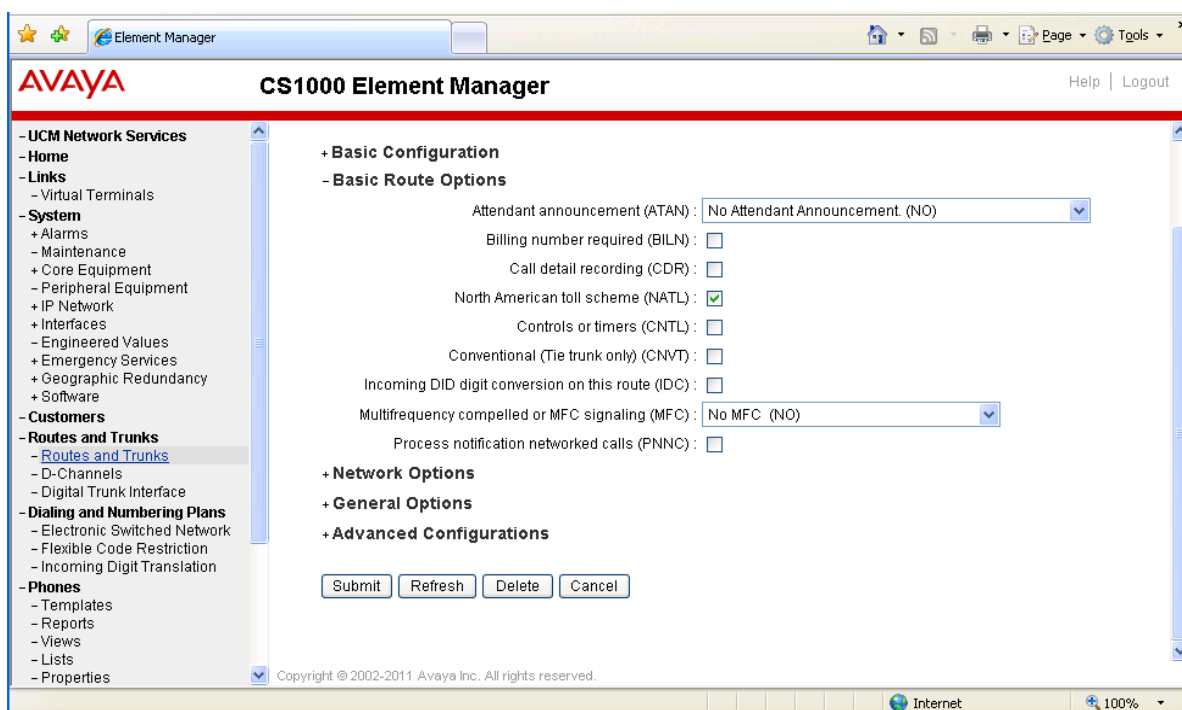 Element Manager
Page
Tools
AVAYA
CS1000 Element Manager
Help | Logout
– UCM Network Services
– Home
– Links
– Virtual Terminals
– System
+ Alarms
– Maintenance
+ Core Equipment
– Peripheral Equipment
+ IP Network
+ Interfaces
– Engineered Values
+ Emergency Services
+ Geographic Redundancy
+ Software
– Customers
– Routes and Trunks
– Routes and Trunks
– D-Channels
– Digital Trunk Interface
– Dialing and Numbering Plans
– Electronic Switched Network
– Flexible Code Restriction
– Incoming Digit Translation
– Phones
– Templates
– Reports
– Views
– Lists
– Properties
+ Basic Configuration
– Basic Route Options
Attendant announcement (ATAN) : No Attendant Announcement. (NO)
Billing number required (BILN) :
Call detail recording (CDR) :
North American toll scheme (NATL) :
Controls or timers (CNTL) :
Conventional (Tie trunk only) (CNVT) :
Incoming DID digit conversion on this route (IDC) :
Multifrequency compelled or MFC signaling (MFC) : No MFC (NO)
Process notification networked calls (PNNC) :
+ Network Options
+ General Options
+ Advanced Configurations
Submit Refresh Delete Cancel
Copyright © 2002-2011 Avaya Inc. All rights reserved.
Internet 100%